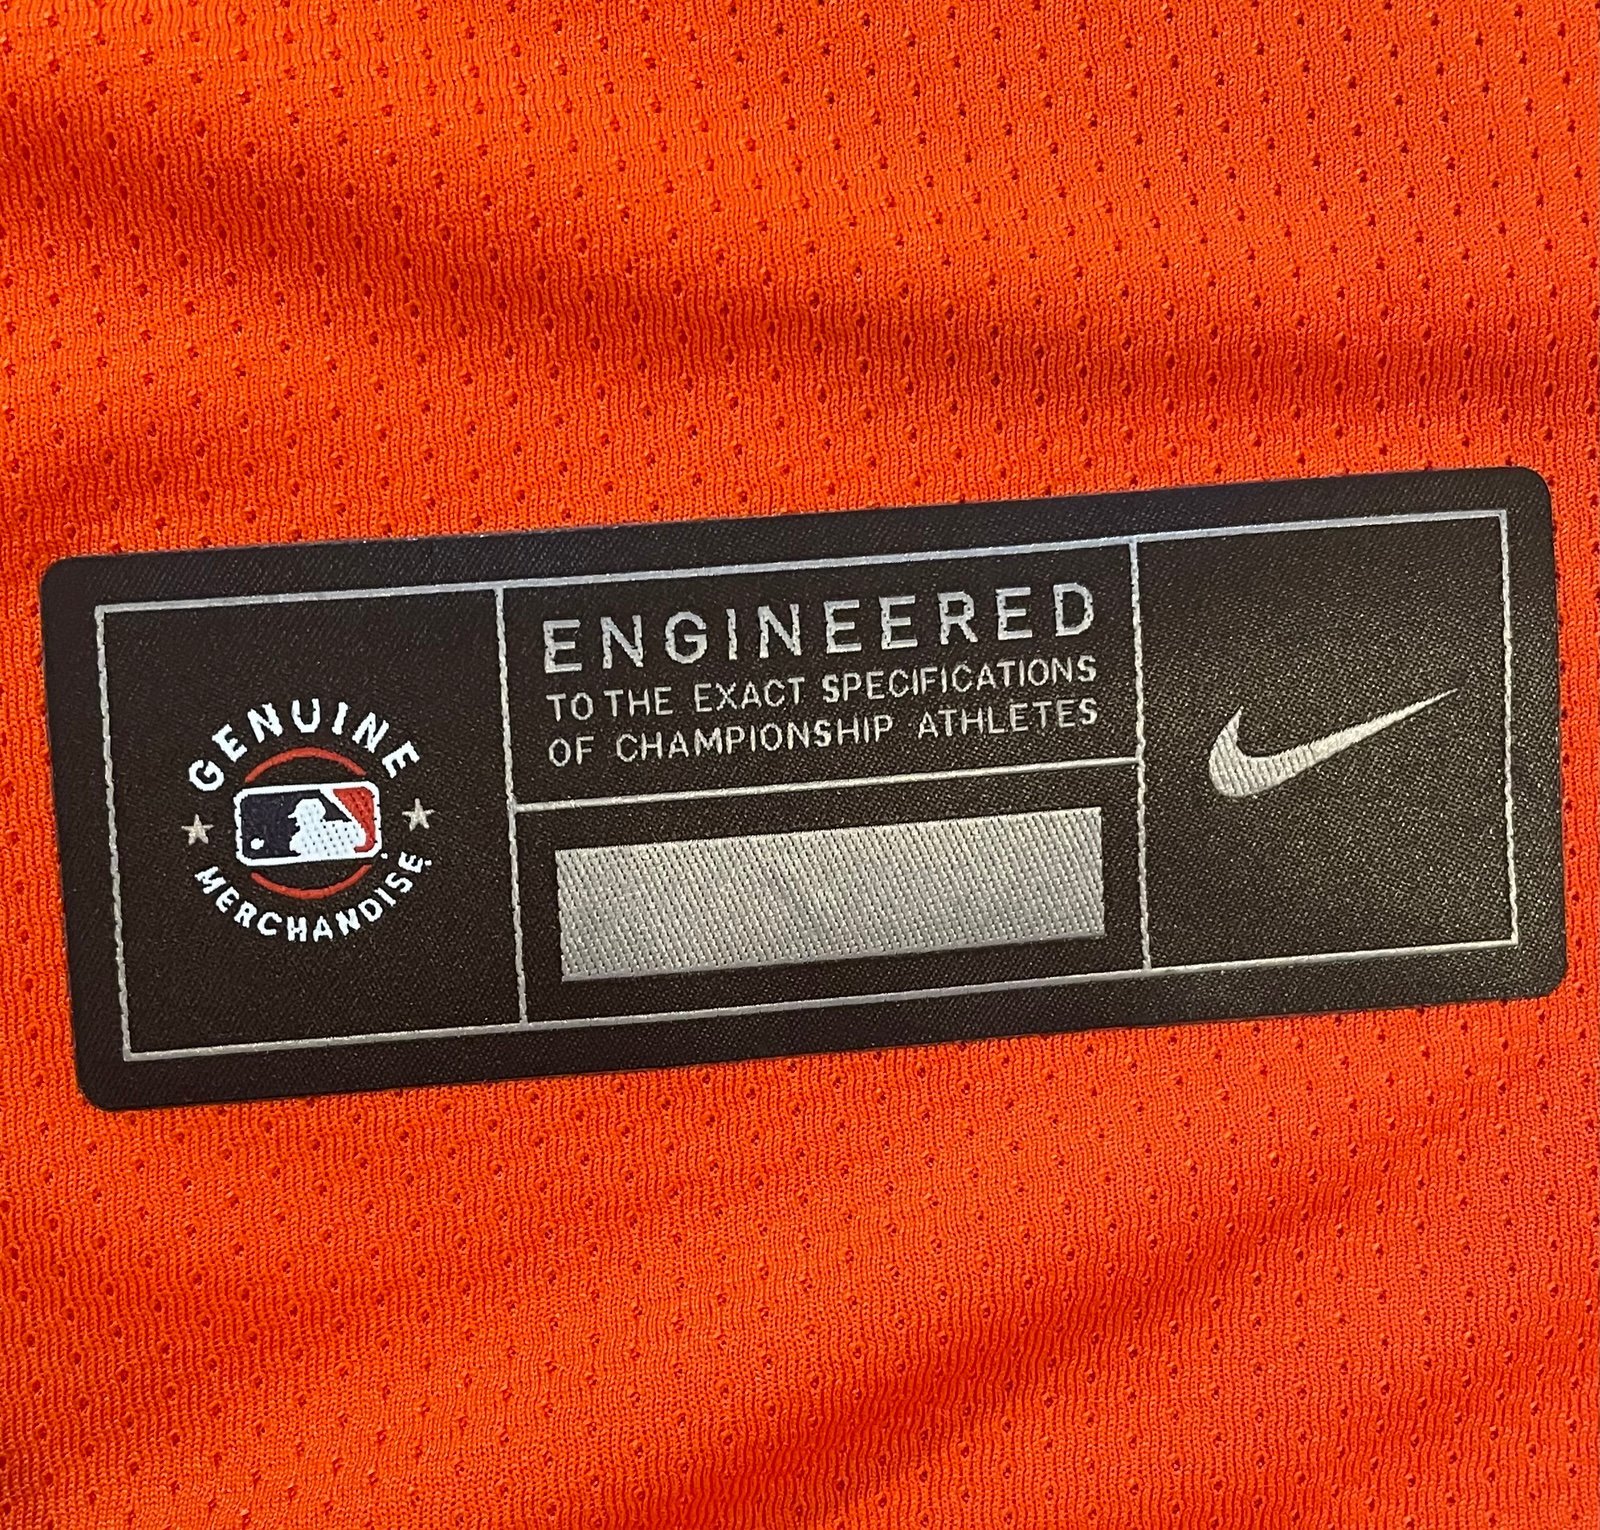 GENUINE
MERCHANDISE
ENGINEERED
TO THE EXACT SPECIFICATIONS
OF CHAMPIONSHIP ATHLETES